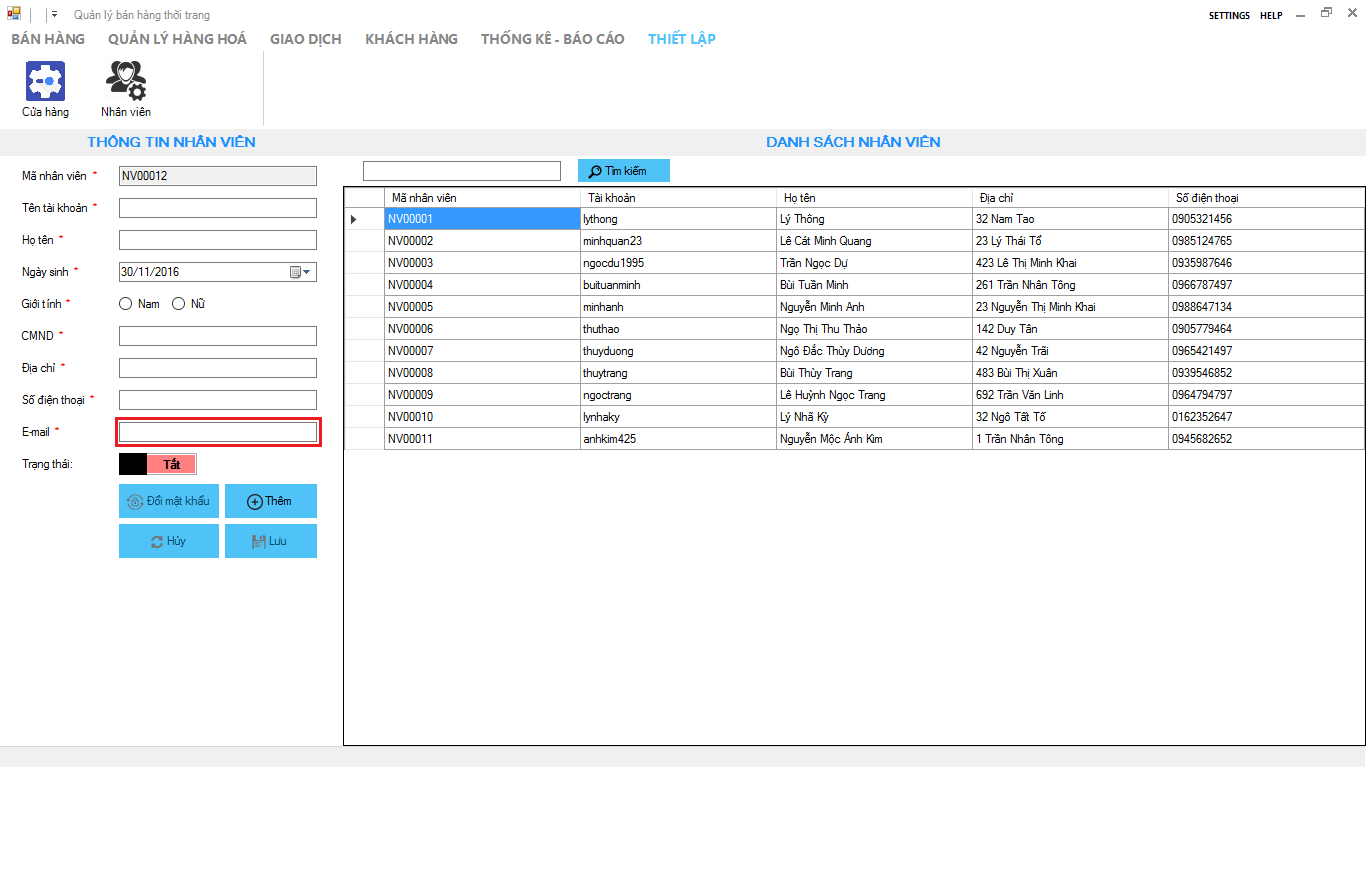 Quản lý bán hàng thời trang
SETTINGS HELP
BÁN HÀNG QUẢN LÝ HÀNG HOÁ GIAO DỊCH KHÁCH HÀNG THỐNG KÊ - BÁO CÁO THIẾT LẬP
Cửa hàng Nhân viên
THÔNG TIN NHÂN VIÊN
Mã nhân viên * NV00012
Tên tài khoản *
Họ tên *
Ngày sinh * 30/11/2016
Giới tính * Nam Nữ
CMND *
Địa chỉ *
Số điện thoại *
E-mail *
Trạng thái: Tắt
Đổi mật khẩu Thêm
Hủy Lưu
DANH SÁCH NHÂN VIÊN
Tìm kiếm
Mã nhân viên Tài khoản Họ tên Địa chỉ Số điện thoại
NV00001 lythong Lý Thông 32 Nam Tao 0905321456
NV00002 minhquan23 Lê Cát Minh Quang 23 Lý Thái Tổ 0985124765
NV00003 ngocdu1995 Trần Ngọc Dự 423 Lê Thị Minh Khai 0935987646
NV00004 buituanminh Bùi Tuấn Minh 261 Trần Nhân Tông 0966787497
NV00005 minhanh Nguyễn Minh Anh 23 Nguyễn Thị Minh Khai 0988647134
NV00006 thuthao Ngọ Thị Thu Thảo 142 Duy Tân 0905779464
NV00007 thuyduong Ngô Đắc Thùy Dương 42 Nguyễn Trãi 0965421497
NV00008 thuytrang Bùi Thùy Trang 483 Bùi Thị Xuân 0939546852
NV00009 ngoctrang Lê Huỳnh Ngọc Trang 692 Trần Văn Linh 0964794797
NV00010 lynhaky Lý Nhã Kỳ 32 Ngô Tất Tố 0162352647
NV00011 anhkim425 Nguyễn Mộc Ánh Kim 1 Trần Nhân Tông 0945682652